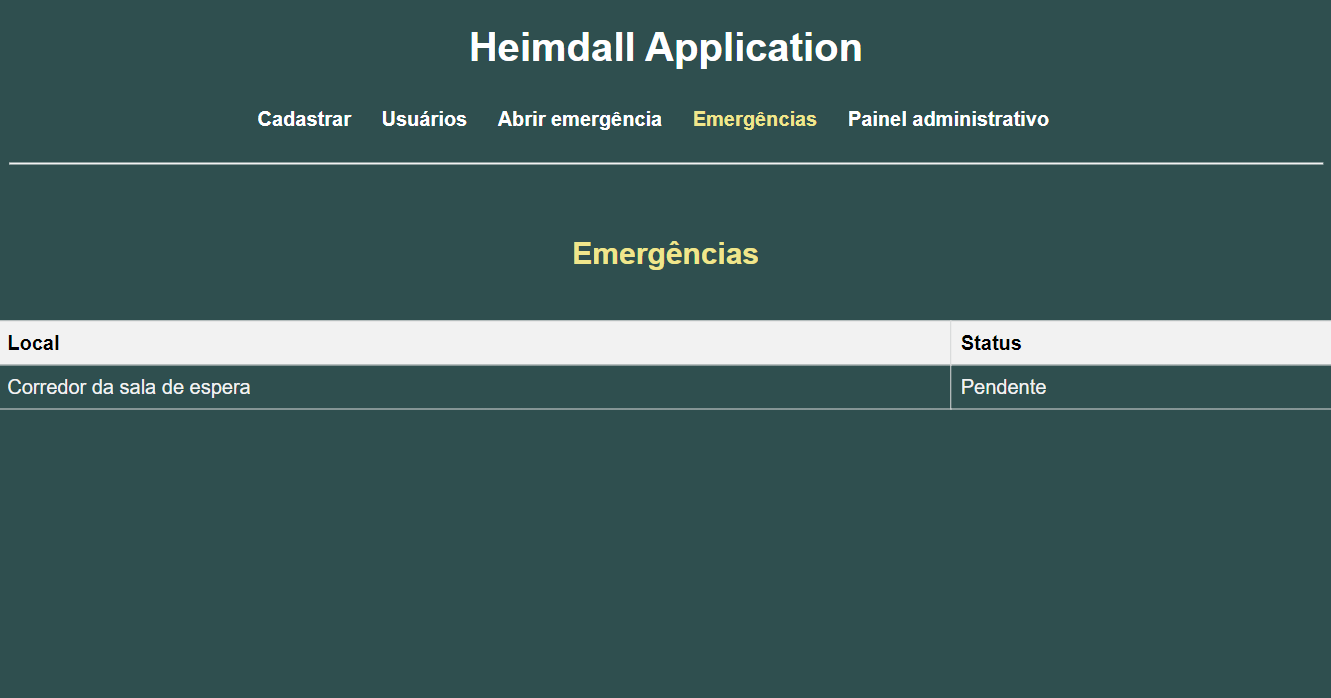 Heimdall Application
Cadastrar Usuários Abrir emergência Emergências Painel administrativo
Emergências
Local Status
Corredor da sala de espera Pendente